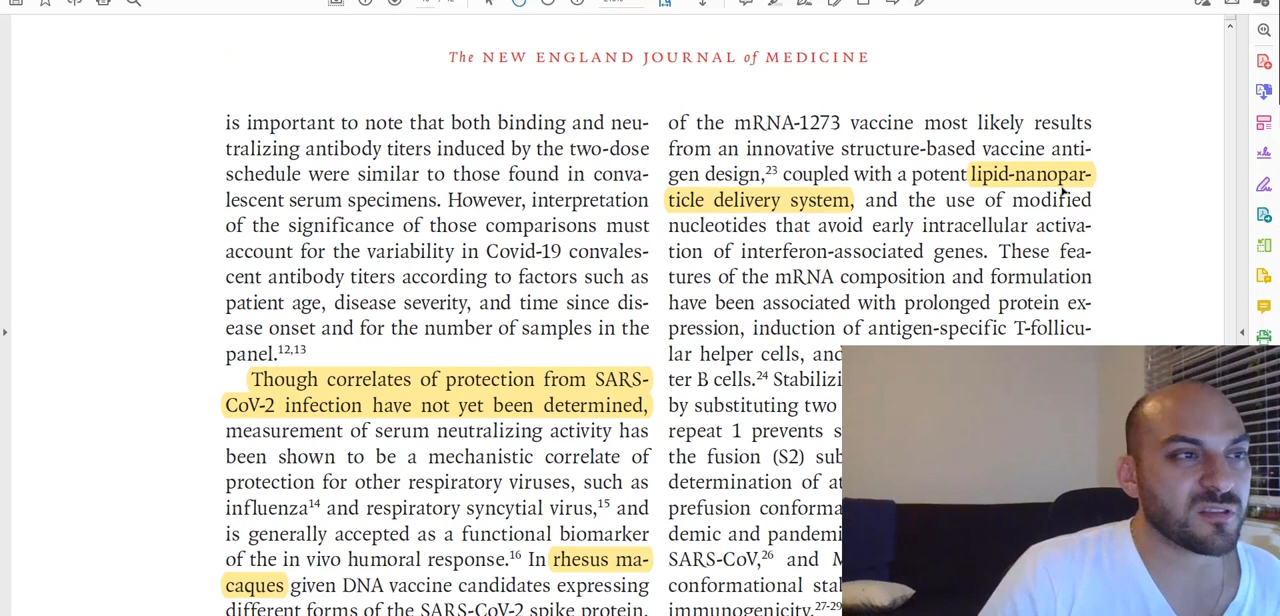 The NEW ENGLAND JOURNAL of MEDICINE
is important to note that both binding and neu-
tralizing antibody titers induced by the two-dose
schedule were similar to those found in conva-
lescent serum specimens. However, interpretation
of the significance of those comparisons must
account for the variability in Covid-19 convales-
cent antibody titers according to factors such as
patient age, disease severity, and time since dis-
ease onset and for the number of samples in the
panel.12,13
Though correlates of protection from SARS-
CoV-2 infection have not yet been determined,
measurement of serum neutralizing activity has
been shown to be a mechanistic correlate of
protection for other respiratory viruses, such as
influenza14 and respiratory syncytial virus,15 and
is generally accepted as a functional biomarker
of the in vivo humoral response.16 In rhesus ma-
caques given DNA vaccine candidates expressing
different forms of the SARS-CoV-2 spike protein,
of the mRNA-1273 vaccine most likely results
from an innovative structure-based vaccine anti-
gen design,23 coupled with a potent lipid-nanopar-
ticle delivery system, and the use of modified
nucleotides that avoid early intracellular activa-
tion of interferon-associated genes. These fea-
tures of the mRNA composition and formulation
have been associated with prolonged protein ex-
pression, induction of antigen-specific T-follicu-
lar helper cells, and
ter B cells.24 Stabilizi
by substituting two
repeat 1 prevents s
the fusion (S2) sub
determination of at
prefusion conforma
demic and pandemi
SARS-CoV,26 and M
conformational stal
immunogenicity.27-29